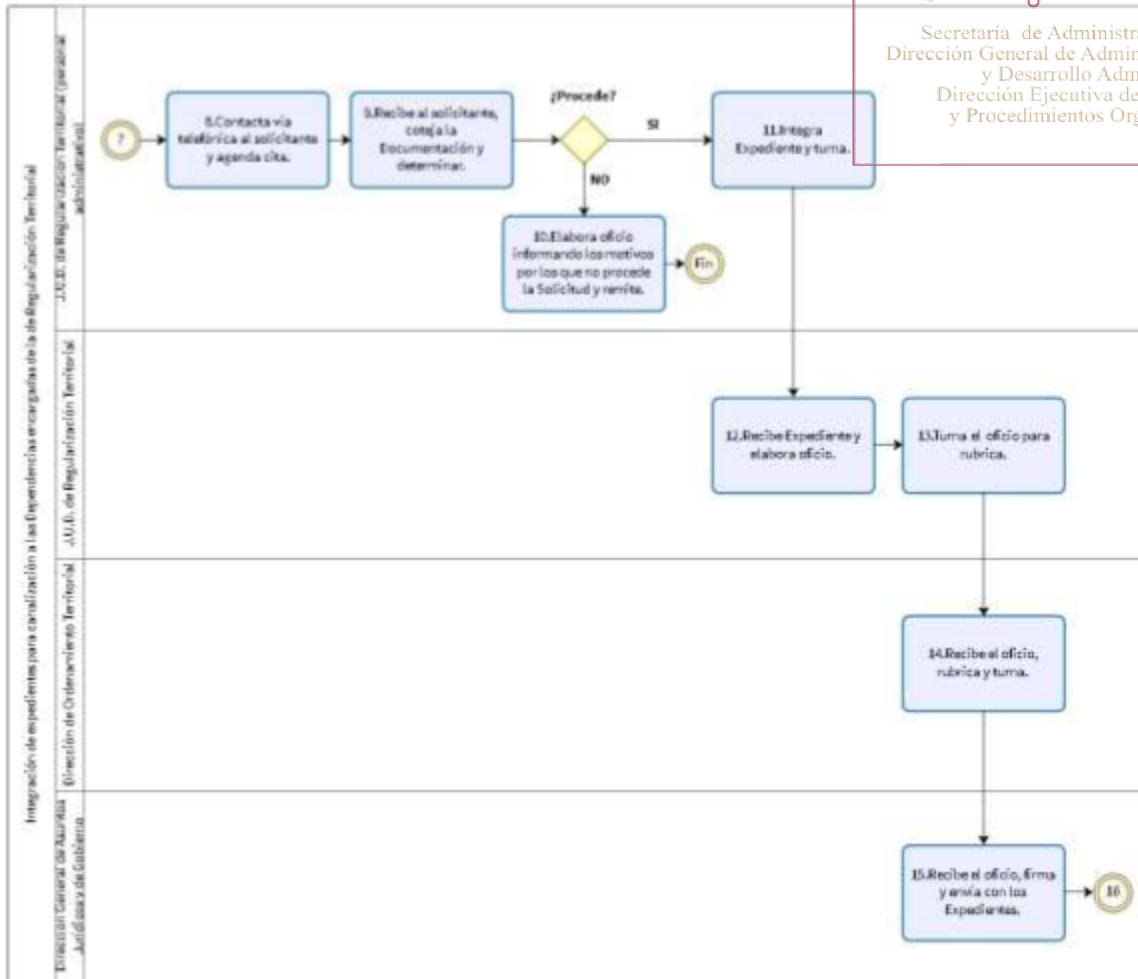 Secretaría de Administra
Dirección General de Admin
y Desarrollo Adm
Dirección Ejecutiva de
y Procedimientos Org
Integración de expedientes para canalización a las Dependencias encargadas de la de Regularización Territorial
J.U.D. de Regularización Territorial (personal
administrativo)
7
8.Contacta vía
telefónica al solicitante
y agenda cita.
9.Recibe al solicitante,
coteja la
Documentación y
determinar.
¿Procede?
SI
NO
10.Elabora oficio
informando los motivos
por los que no procede
la Solicitud y remite.
Fin
11.Integra
Expediente y turna.
J.U.D. de Regularización Territorial
12.Recibe Expediente y
elabora oficio.
13.Turna el oficio para
rubrica.
Dirección de Ordenamiento Territorial
14.Recibe el oficio,
rubrica y turna.
Dirección General de Asuntos
Jurídicos y de Gobierno
15.Recibe el oficio, firma
y envía con los
Expedientes.
16